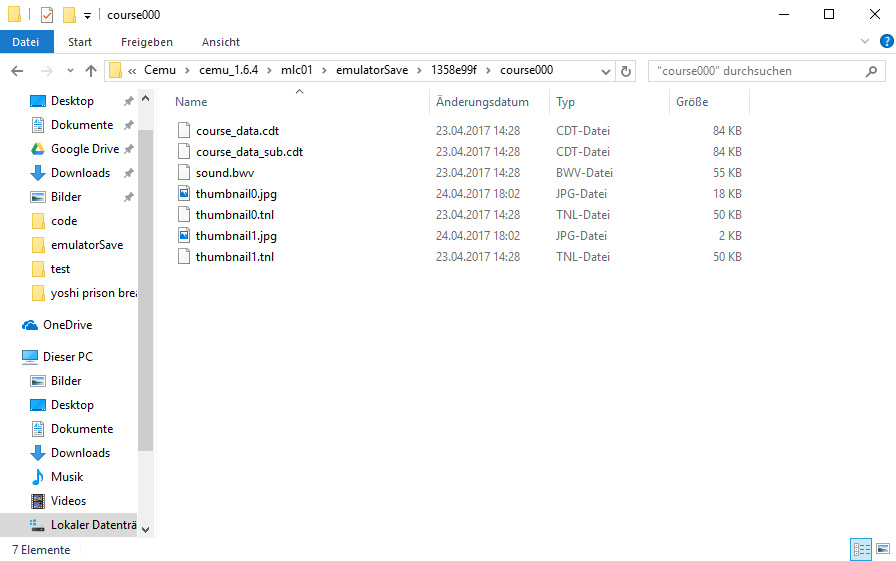 course000
Datei Start Freigeben Ansicht
« Cemu > cemu_1.6.4 > mlc01 > emulatorSave > 1358e99f > course000
"course000" durchsuchen
Desktop
Dokumente
Google Drive
Downloads
Bilder
code
emulatorSave
test
yoshi prison brea
OneDrive
Dieser PC
Bilder
Desktop
Dokumente
Downloads
Musik
Videos
Lokaler Datenträ
Name Änderungsdatum Typ Größe
course_data.cdt 23.04.2017 14:28 CDT-Datei 84 KB
course_data_sub.cdt 23.04.2017 14:28 CDT-Datei 84 KB
sound.bwv 23.04.2017 14:28 BWV-Datei 55 KB
thumbnail0.jpg 24.04.2017 18:02 JPG-Datei 18 KB
thumbnail0.tnl 23.04.2017 14:28 TNL-Datei 50 KB
thumbnail1.jpg 24.04.2017 18:02 JPG-Datei 2 KB
thumbnail1.tnl 23.04.2017 14:28 TNL-Datei 50 KB
7 Elemente